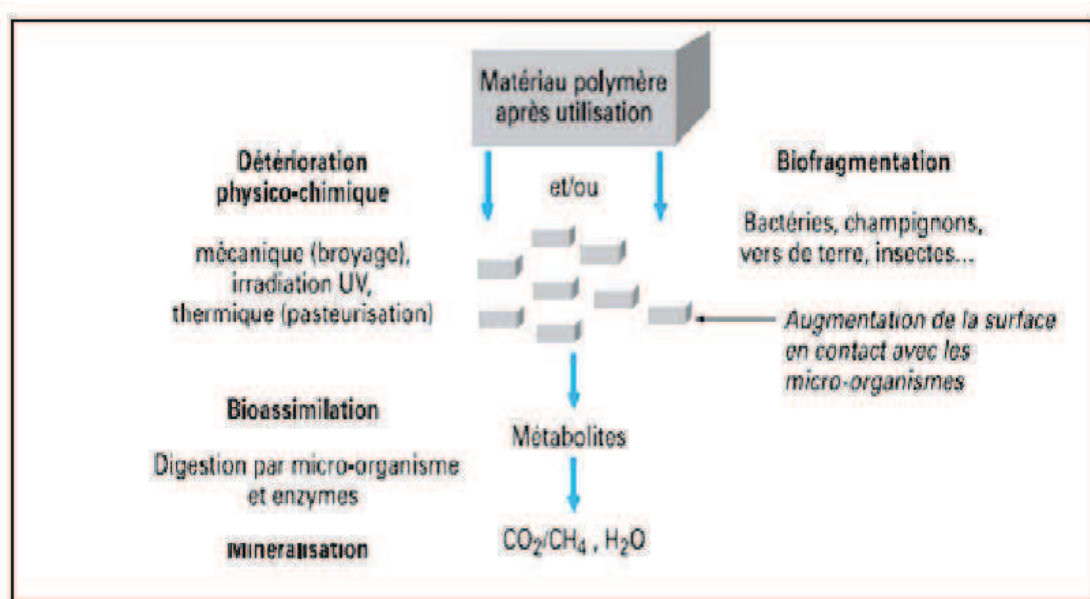 Matériau polymère
après utilisation
Détérioration
physico-chimique
mécanique (broyage),
irradiation UV,
thermique (pasteurisation)
et/ou
Biofragmentation
Bactéries, champignons,
vers de terre, insectes...
Augmentation de la surface
en contact avec les
micro-organismes
Bioassimilation
Digestion par micro-organisme
et enzymes
Minéralisation
Métabolites
CO₂/CH₄ , H₂O